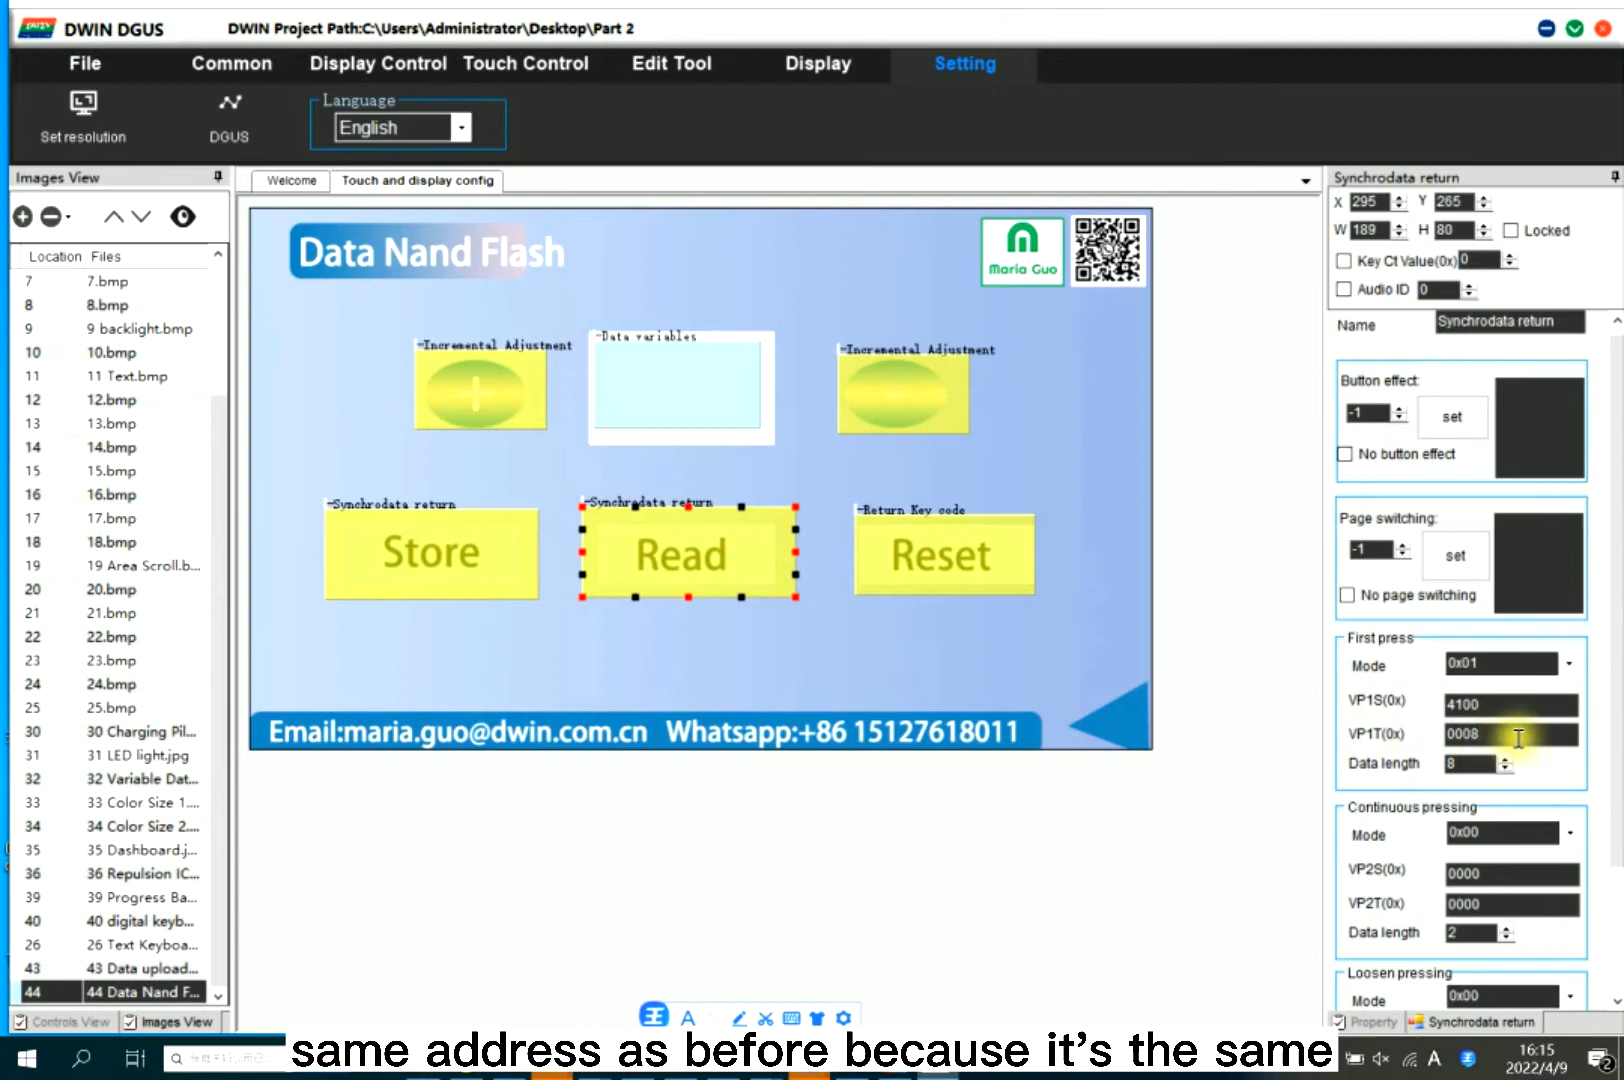 DWIN DGUS
DWIN Project Path:C:\Users\Administrator\Desktop\Part 2
File Common Display Control Touch Control Edit Tool Display Setting
Set resolution
DGUS
Language
English
Images View
Location Files
7 7.bmp
8 8.bmp
9 9 backlight.bmp
10 10.bmp
11 11 Text.bmp
12 12.bmp
13 13.bmp
14 14.bmp
15 15.bmp
16 16.bmp
17 17.bmp
18 18.bmp
19 19 Area Scroll.b...
20 20.bmp
21 21.bmp
22 22.bmp
23 23.bmp
24 24.bmp
25 25.bmp
30 30 Charging Pil...
31 31 LED light.jpg
32 32 Variable Dat...
33 33 Color Size 1....
34 34 Color Size 2....
35 35 Dashboard.j...
36 36 Repulsion IC...
39 39 Progress Ba...
40 40 digital keyb...
26 26 Text Keyboa...
43 43 Data upload...
44 44 Data Nand F...
Controls View Images View
Welcome Touch and display config
Data Nand Flash
Maria Guo
-Incremental Adjustment
-Data variables
-Incremental Adjustment
+
-
-Synchrodata return
-Synchrodata return
-Return Key code
Store
Read
Reset
Email:maria.guo@dwin.com.cn Whatsapp:+86 15127618011
Synchrodata return
X 295 Y 265
W 189 H 80 Locked
Key Ct Value(0x) 0
Audio ID 0
Name Synchrodata return
Button effect:
-1 set
No button effect
Page switching:
-1 set
No page switching
First press
Mode 0x01
VP1S(0x) 4100
VP1T(0x) 0008
Data length 8
Continuous pressing
Mode 0x00
VP2S(0x) 0000
VP2T(0x) 0000
Data length 2
Loosen pressing
Mode 0x00
Property Synchrodata return
A
same address as before because it's the same
A
16:15
2022/4/9
2